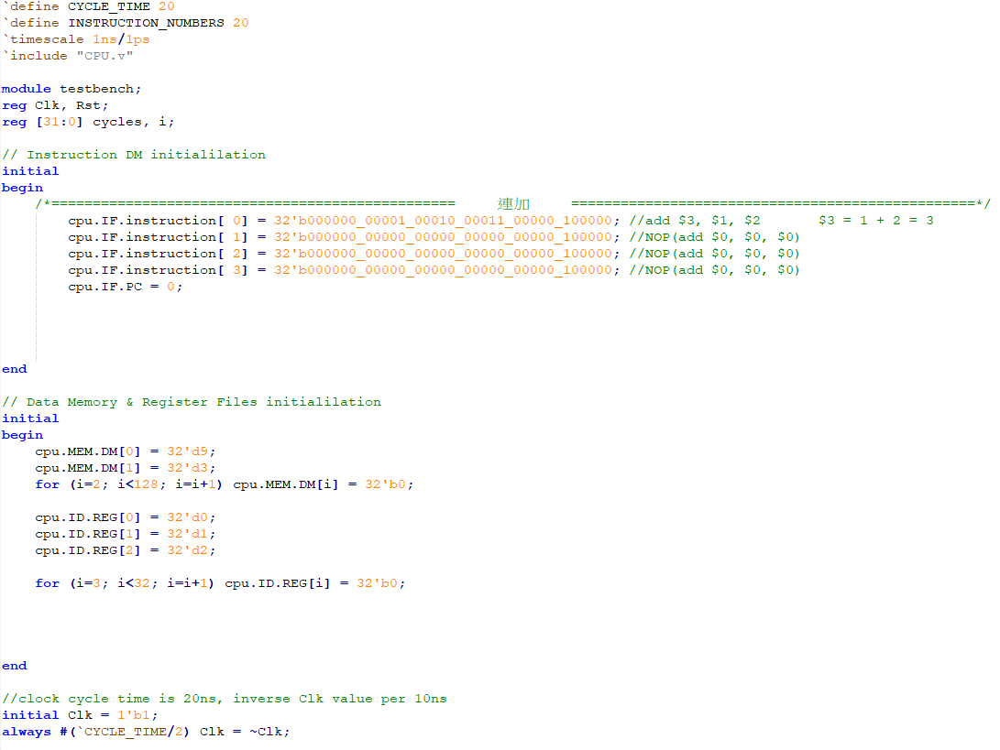 `define CYCLE_TIME 20
`define INSTRUCTION_NUMBERS 20
`timescale 1ns/1ps
`include "CPU.v"
module testbench;
reg Clk, Rst;
reg [31:0] cycles, i;
// Instruction DM initialilation
initial
begin
/*================================================= 連加 =================================================*/
cpu.IF.instruction[ 0] = 32'b000000_00001_00010_00011_00000_100000; //add $3, $1, $2 $3 = 1 + 2 = 3
cpu.IF.instruction[ 1] = 32'b000000_00000_00000_00000_00000_100000; //NOP(add $0, $0, $0)
cpu.IF.instruction[ 2] = 32'b000000_00000_00000_00000_00000_100000; //NOP(add $0, $0, $0)
cpu.IF.instruction[ 3] = 32'b000000_00000_00000_00000_00000_100000; //NOP(add $0, $0, $0)
cpu.IF.PC = 0;
end
// Data Memory & Register Files initialilation
initial
begin
cpu.MEM.DM[0] = 32'd9;
cpu.MEM.DM[1] = 32'd3;
for (i=2; i<128; i=i+1) cpu.MEM.DM[i] = 32'b0;
cpu.ID.REG[0] = 32'd0;
cpu.ID.REG[1] = 32'd1;
cpu.ID.REG[2] = 32'd2;
for (i=3; i<32; i=i+1) cpu.ID.REG[i] = 32'b0;
end
//clock cycle time is 20ns, inverse Clk value per 10ns
initial Clk = 1'b1;
always #(`CYCLE_TIME/2) Clk = ~Clk;